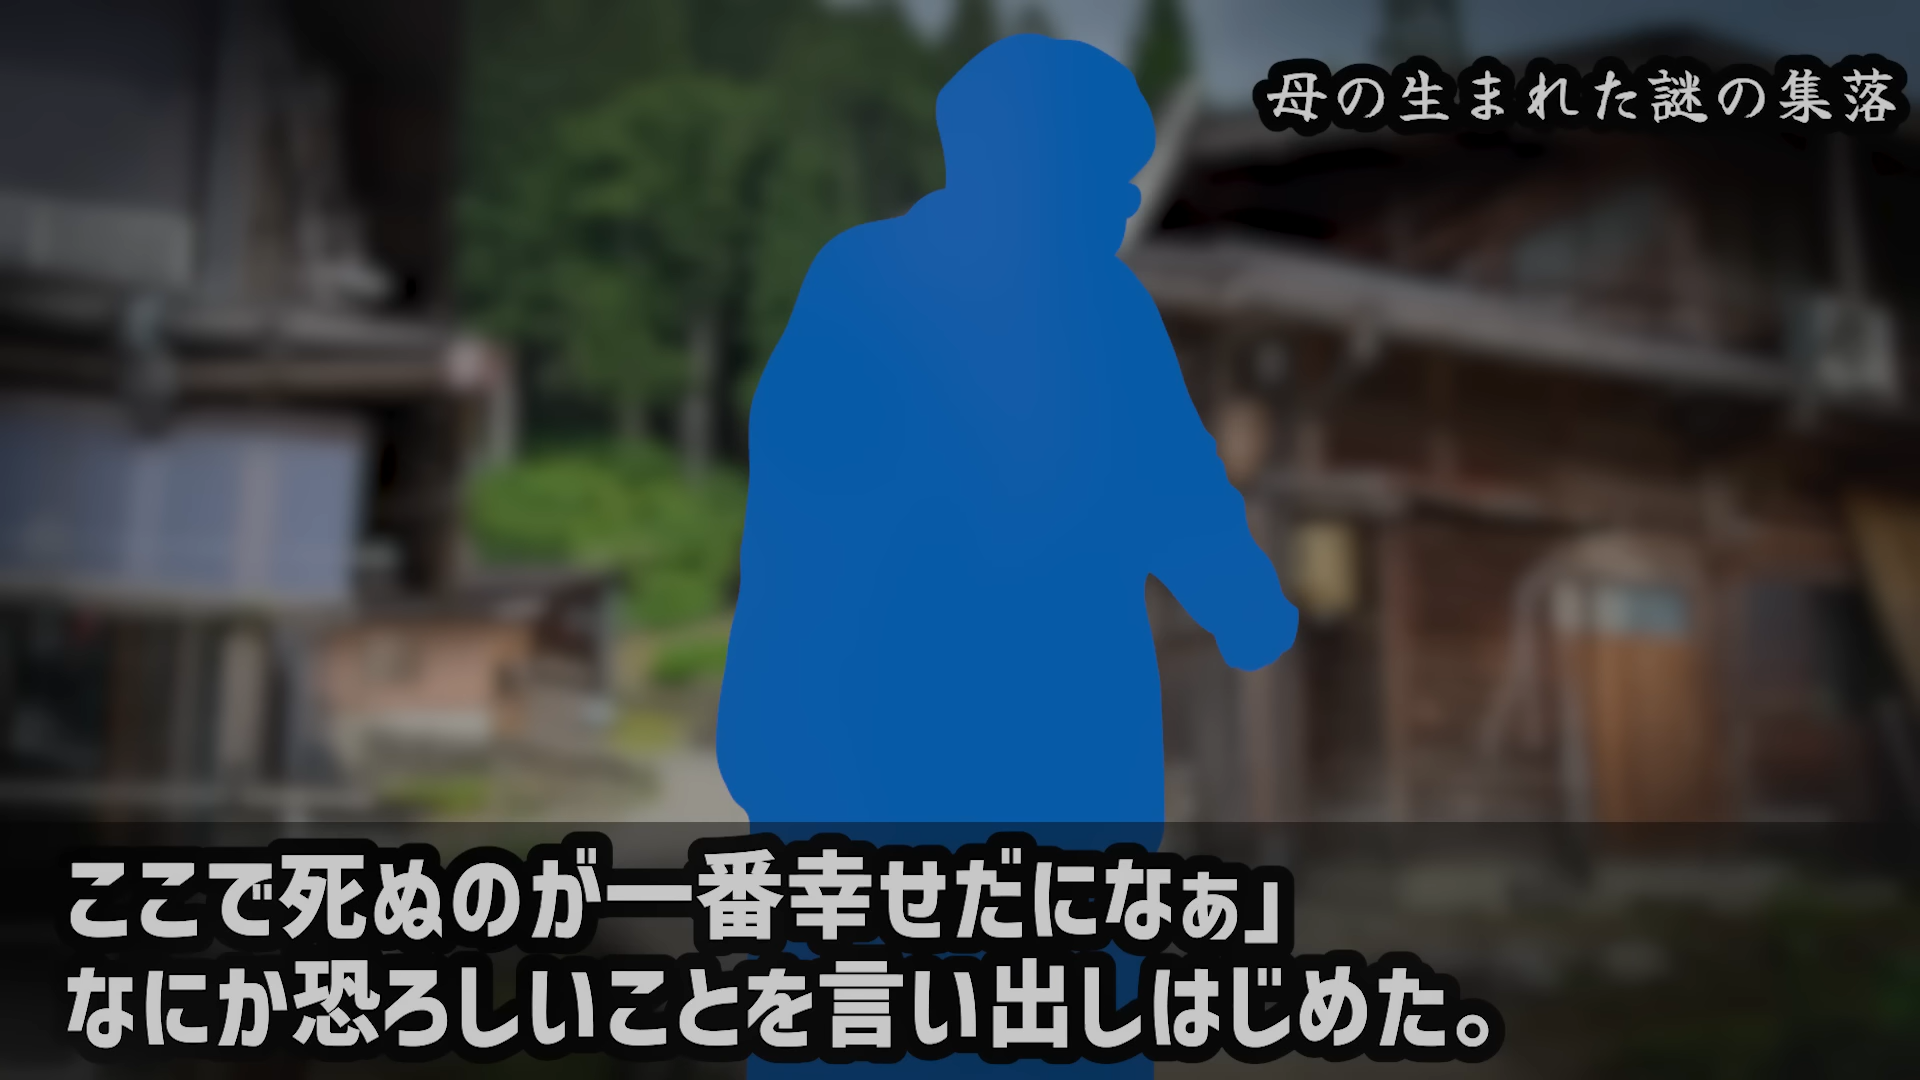 母の生まれた謎の集落
ここで死ぬのが一番幸せだになぁ」
なにか恐ろしいことを言い出しはじめた。